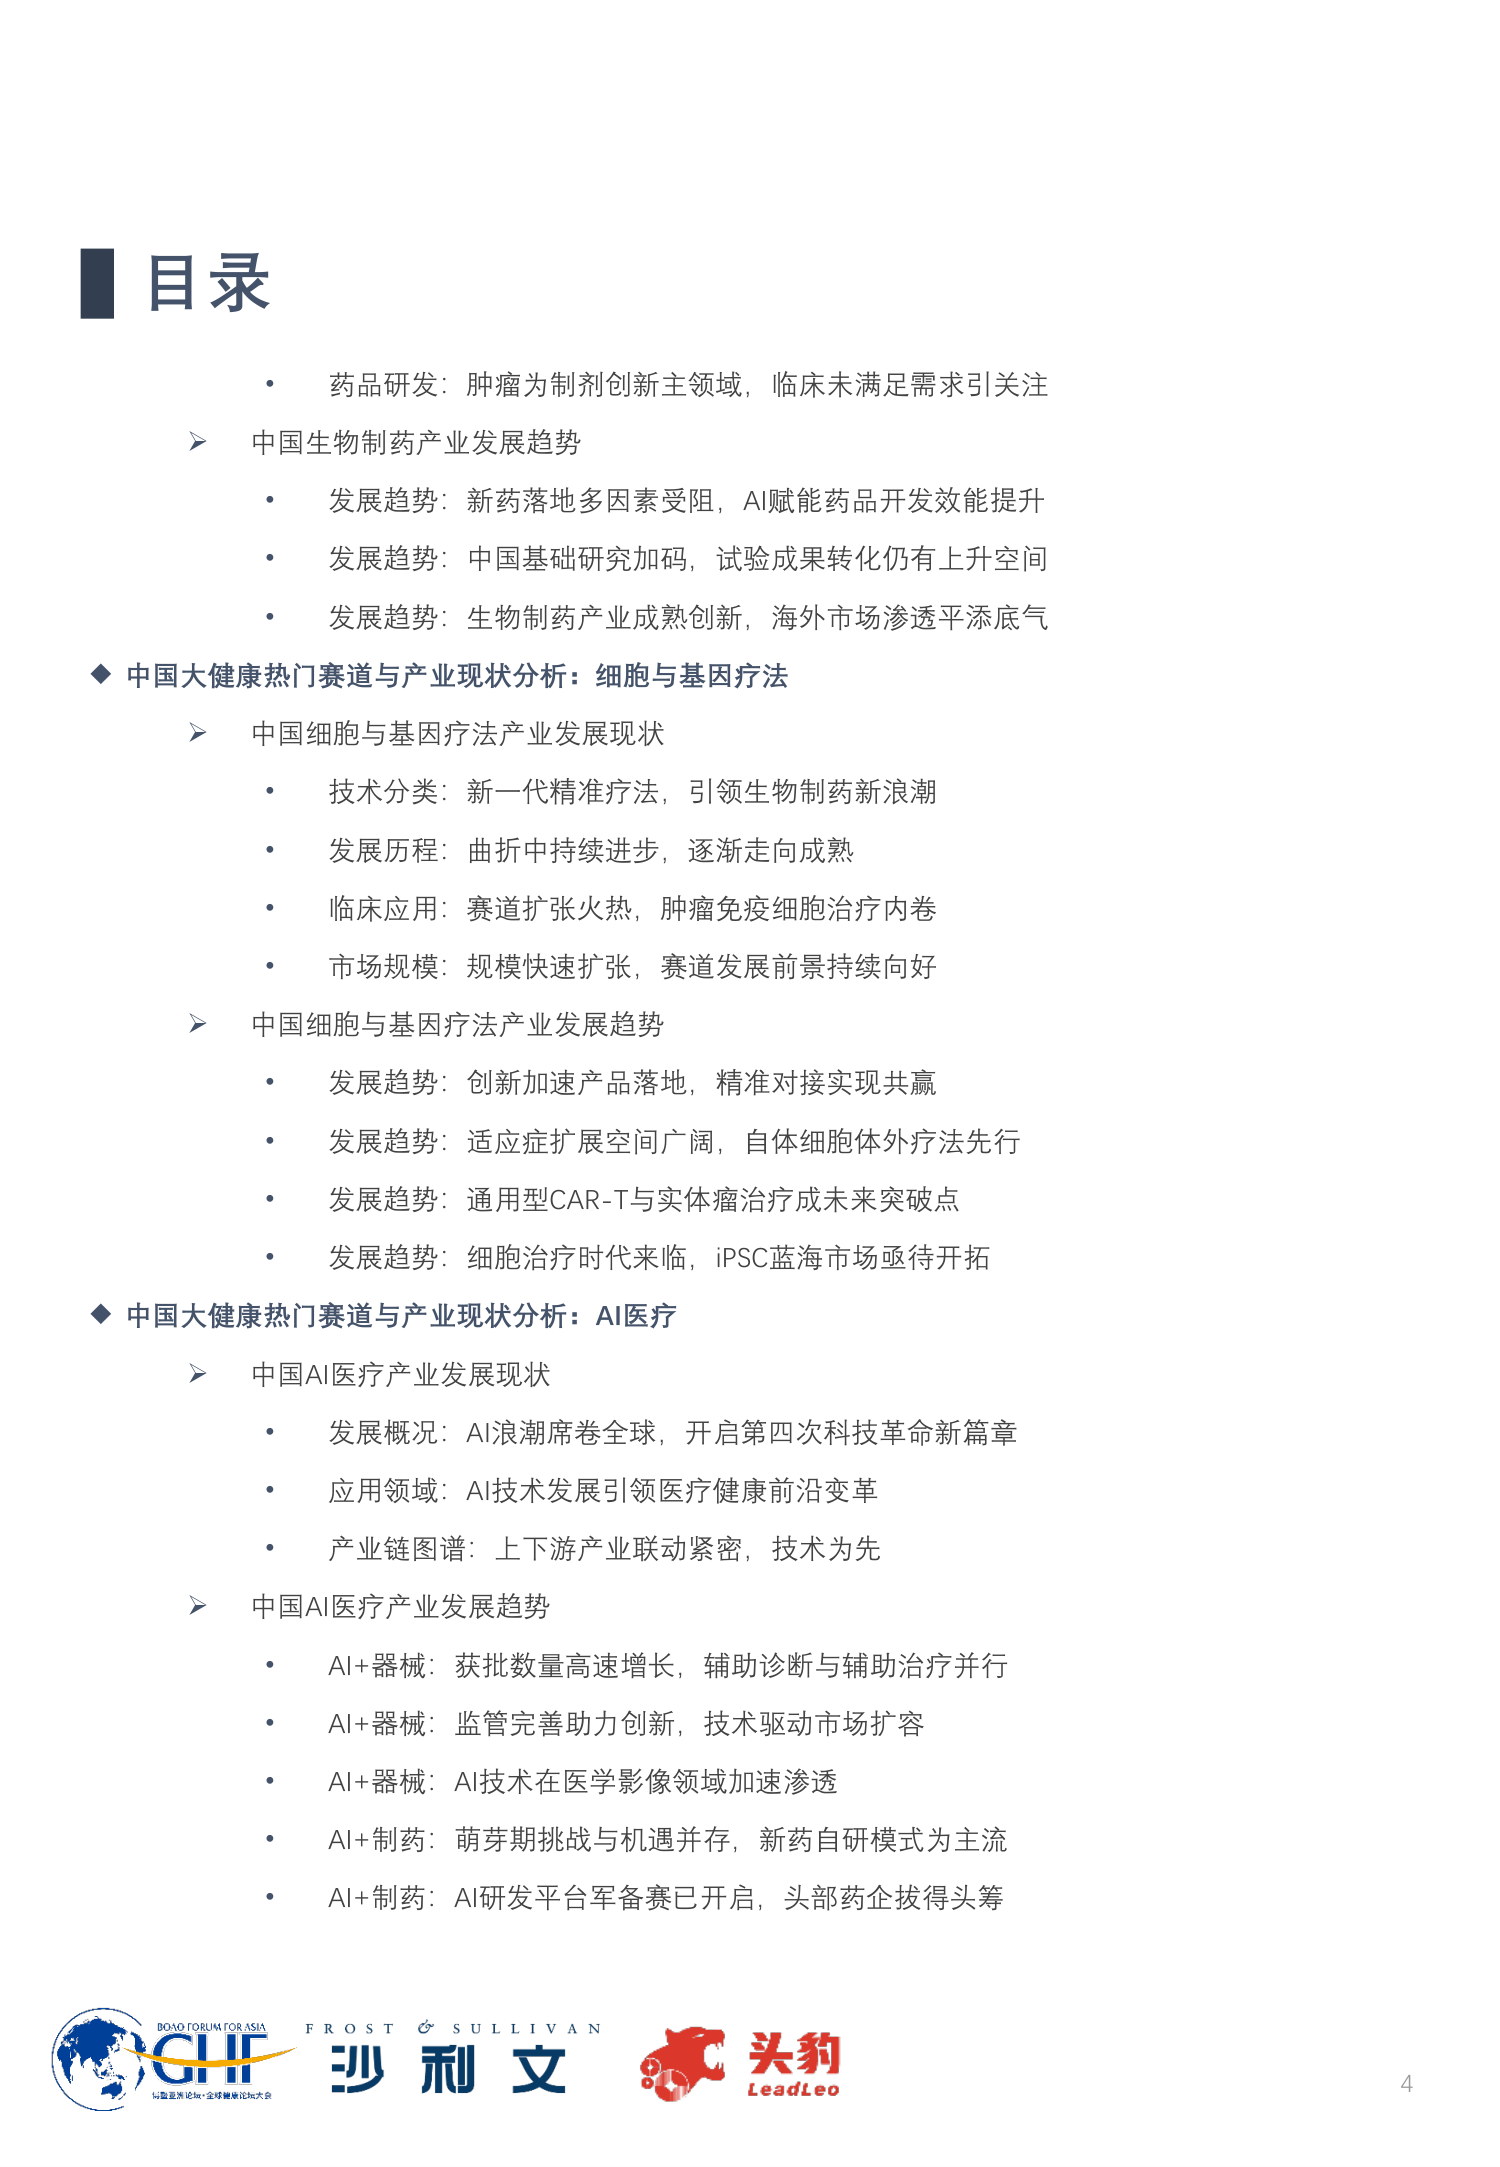 目录
• 药品研发：肿瘤为制剂创新主领域，临床未满足需求引关注
➢ 中国生物制药产业发展趋势
• 发展趋势：新药落地多因素受阻，AI赋能药品开发效能提升
• 发展趋势：中国基础研究加码，试验成果转化仍有上升空间
• 发展趋势：生物制药产业成熟创新，海外市场渗透平添底气
◆ 中国大健康热门赛道与产业现状分析：细胞与基因疗法
➢ 中国细胞与基因疗法产业发展现状
• 技术分类：新一代精准疗法，引领生物制药新浪潮
• 发展历程：曲折中持续进步，逐渐走向成熟
• 临床应用：赛道扩张火热，肿瘤免疫细胞治疗内卷
• 市场规模：规模快速扩张，赛道发展前景持续向好
➢ 中国细胞与基因疗法产业发展趋势
• 发展趋势：创新加速产品落地，精准对接实现共赢
• 发展趋势：适应症扩展空间广阔，自体细胞体外疗法先行
• 发展趋势：通用型CAR-T与实体瘤治疗成未来突破点
• 发展趋势：细胞治疗时代来临，iPSC蓝海市场亟待开拓
◆ 中国大健康热门赛道与产业现状分析：AI医疗
➢ 中国AI医疗产业发展现状
• 发展概况：AI浪潮席卷全球，开启第四次科技革命新篇章
• 应用领域：AI技术发展引领医疗健康前沿变革
• 产业链图谱：上下游产业联动紧密，技术为先
➢ 中国AI医疗产业发展趋势
• AI+器械：获批数量高速增长，辅助诊断与辅助治疗并行
• AI+器械：监管完善助力创新，技术驱动市场扩容
• AI+器械：AI技术在医学影像领域加速渗透
• AI+制药：萌芽期挑战与机遇并存，新药自研模式为主流
• AI+制药：AI研发平台军备赛已开启，头部药企拔得头筹
BOAO FORUM FOR ASIA
GHF
博鳌亚洲论坛•全球健康论坛大会
FROST & SULLIVAN
沙利文
头豹
LeadLeo
4